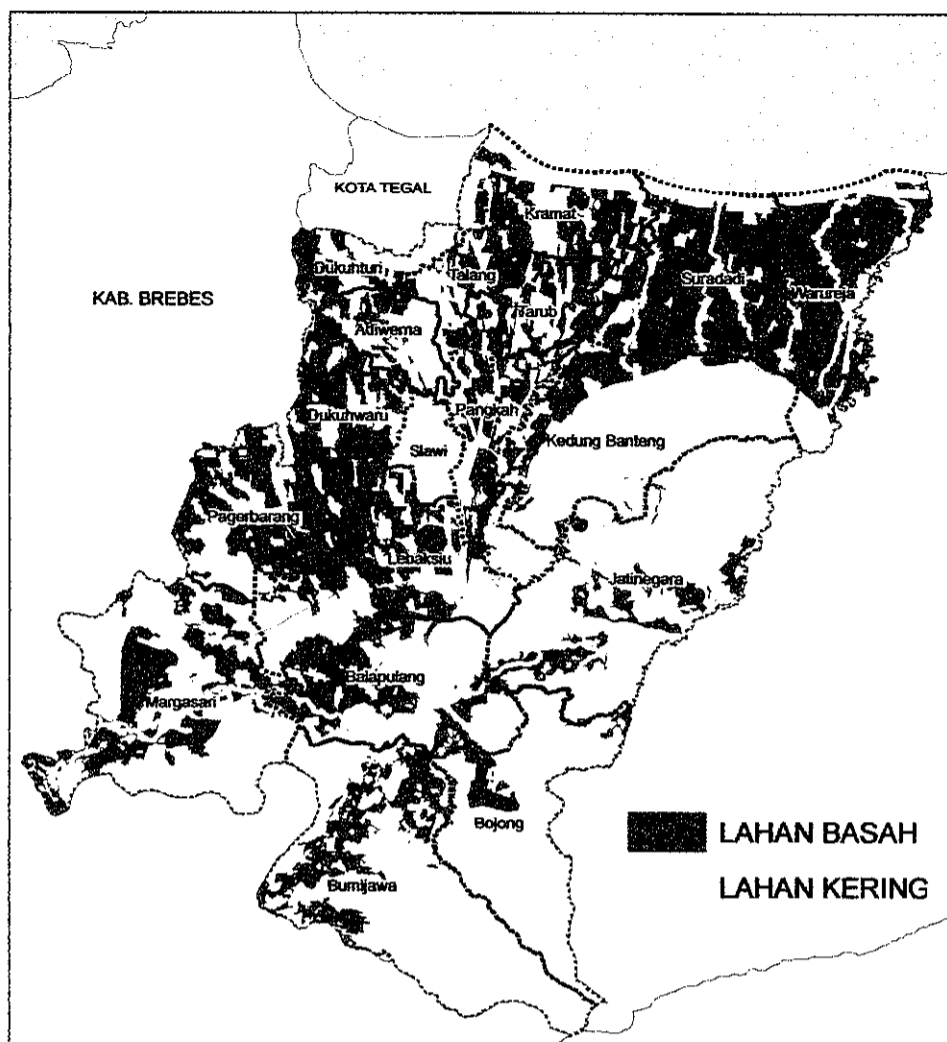 KOTA TEGAL
Kramat
Dukuhturi
Talang
Suradadi
Warureja
KAB. BREBES
Tarub
Adiwerna
Pangkah
Dukuhwaru
Kedung Banteng
Slawi
Pagerbarang
Lebaksiu
Jatinegara
Balapulang
Margasari
Bojong
LAHAN BASAH
Bumijawa
LAHAN KERING